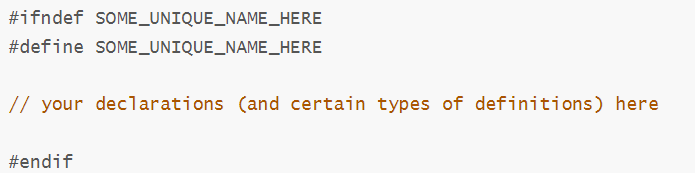 #ifndef SOME_UNIQUE_NAME_HERE
#define SOME_UNIQUE_NAME_HERE
// your declarations (and certain types of definitions) here
#endif